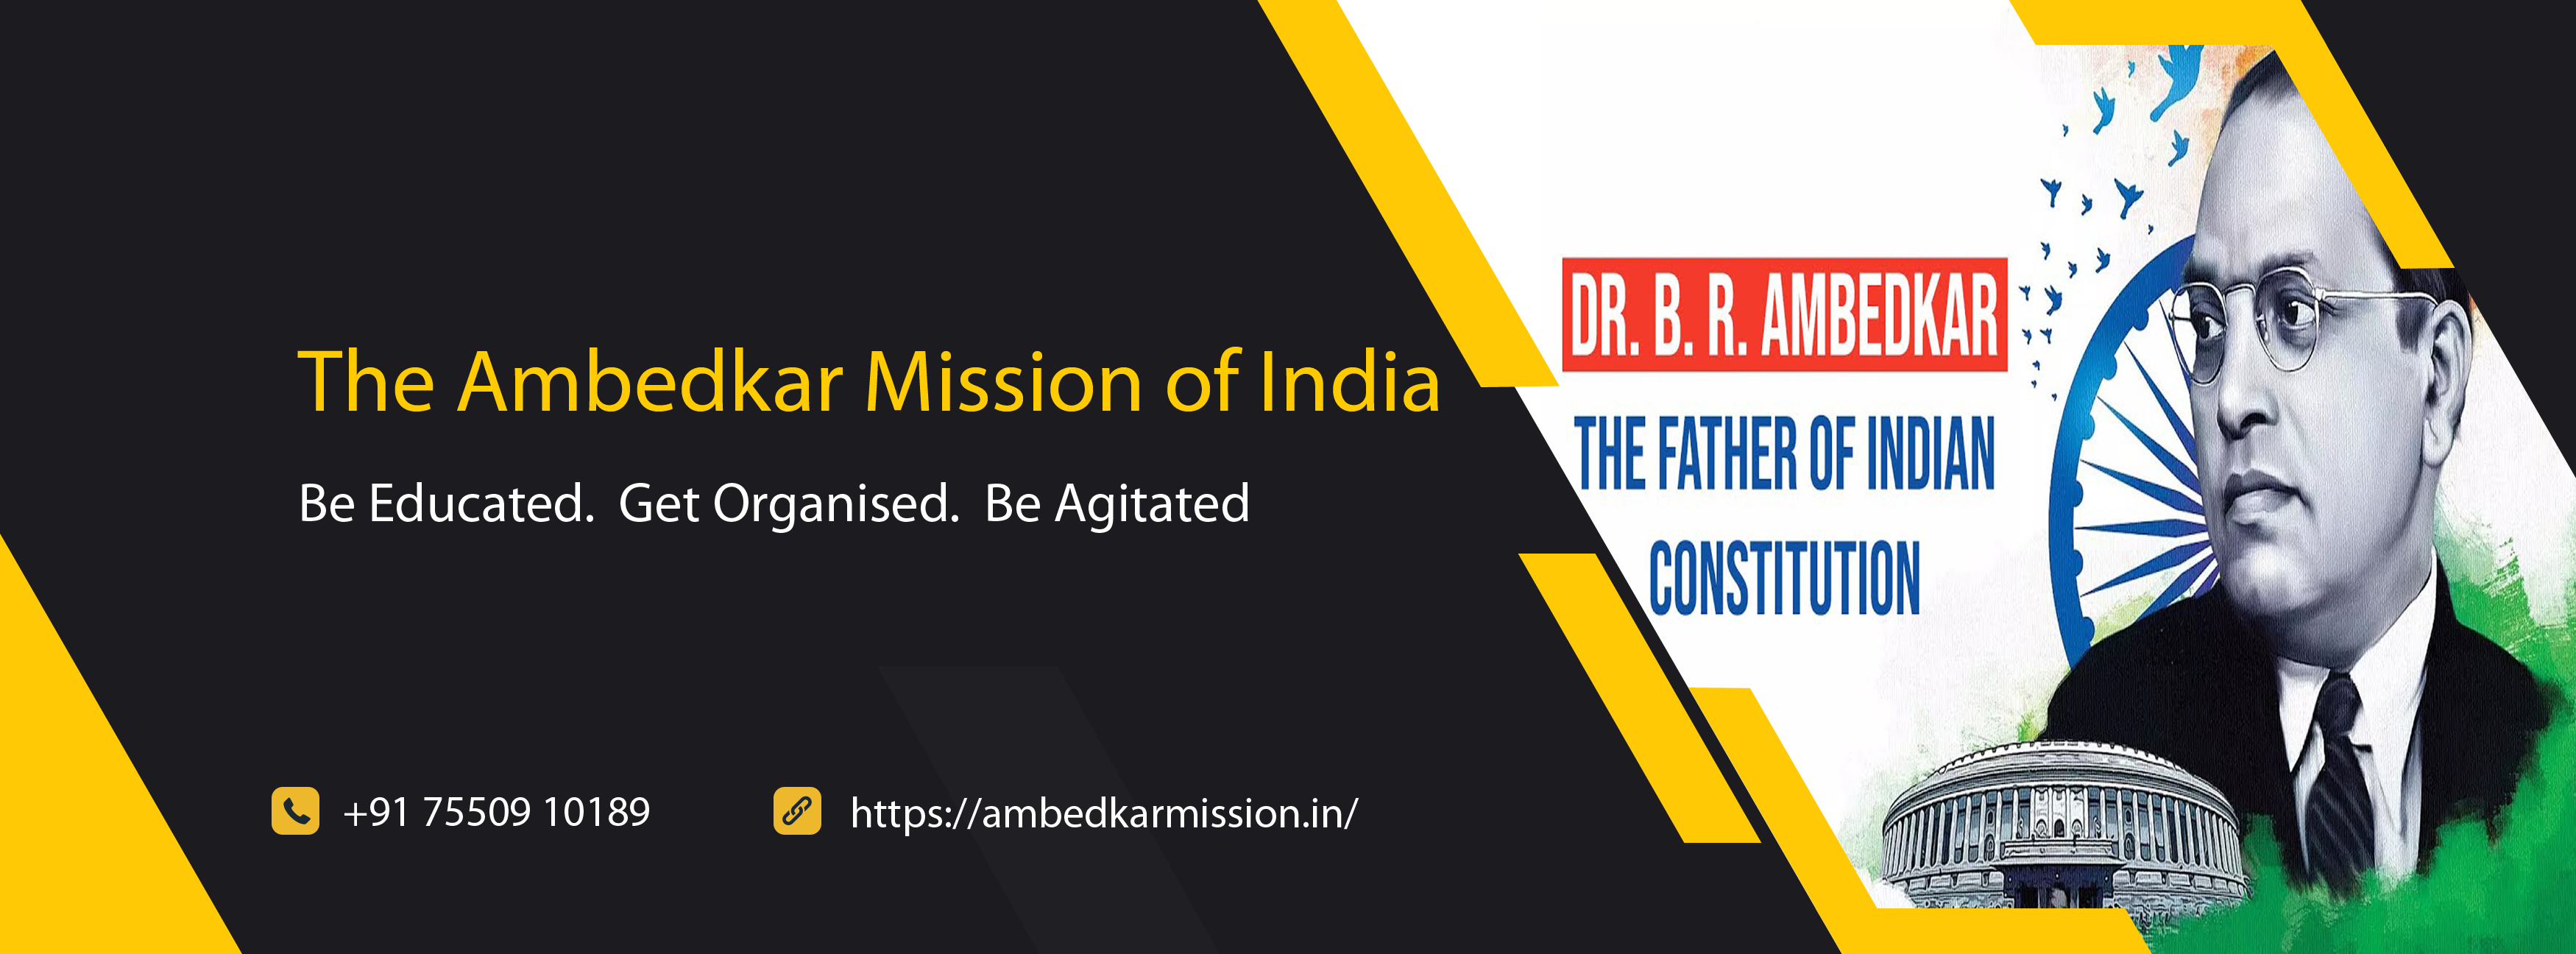 The Ambedkar Mission of India
Be Educated. Get Organised. Be Agitated
+91 75509 10189
https://ambedkarmission.in/
DR. B. R. AMBEDKAR
THE FATHER OF INDIAN
CONSTITUTION